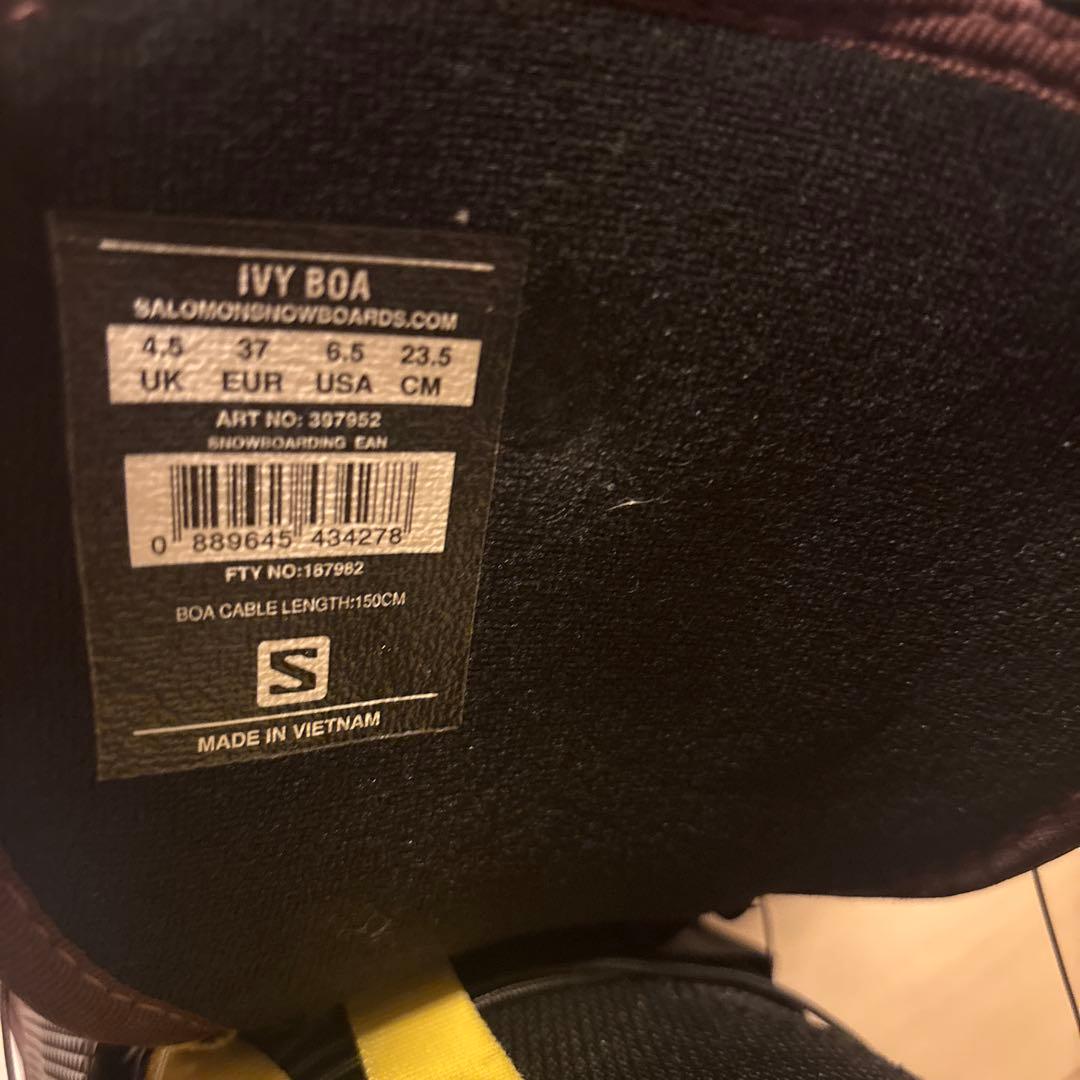 IVY BOA
SALOMONSNOWBOARDS.COM
4.5 37 6.5 23.5
UK EUR USA CM
ART NO: 397952
SNOWBOARDING EAN
0 889645 434278
FTY NO:187982
BOA CABLE LENGTH:150CM
S
MADE IN VIETNAM